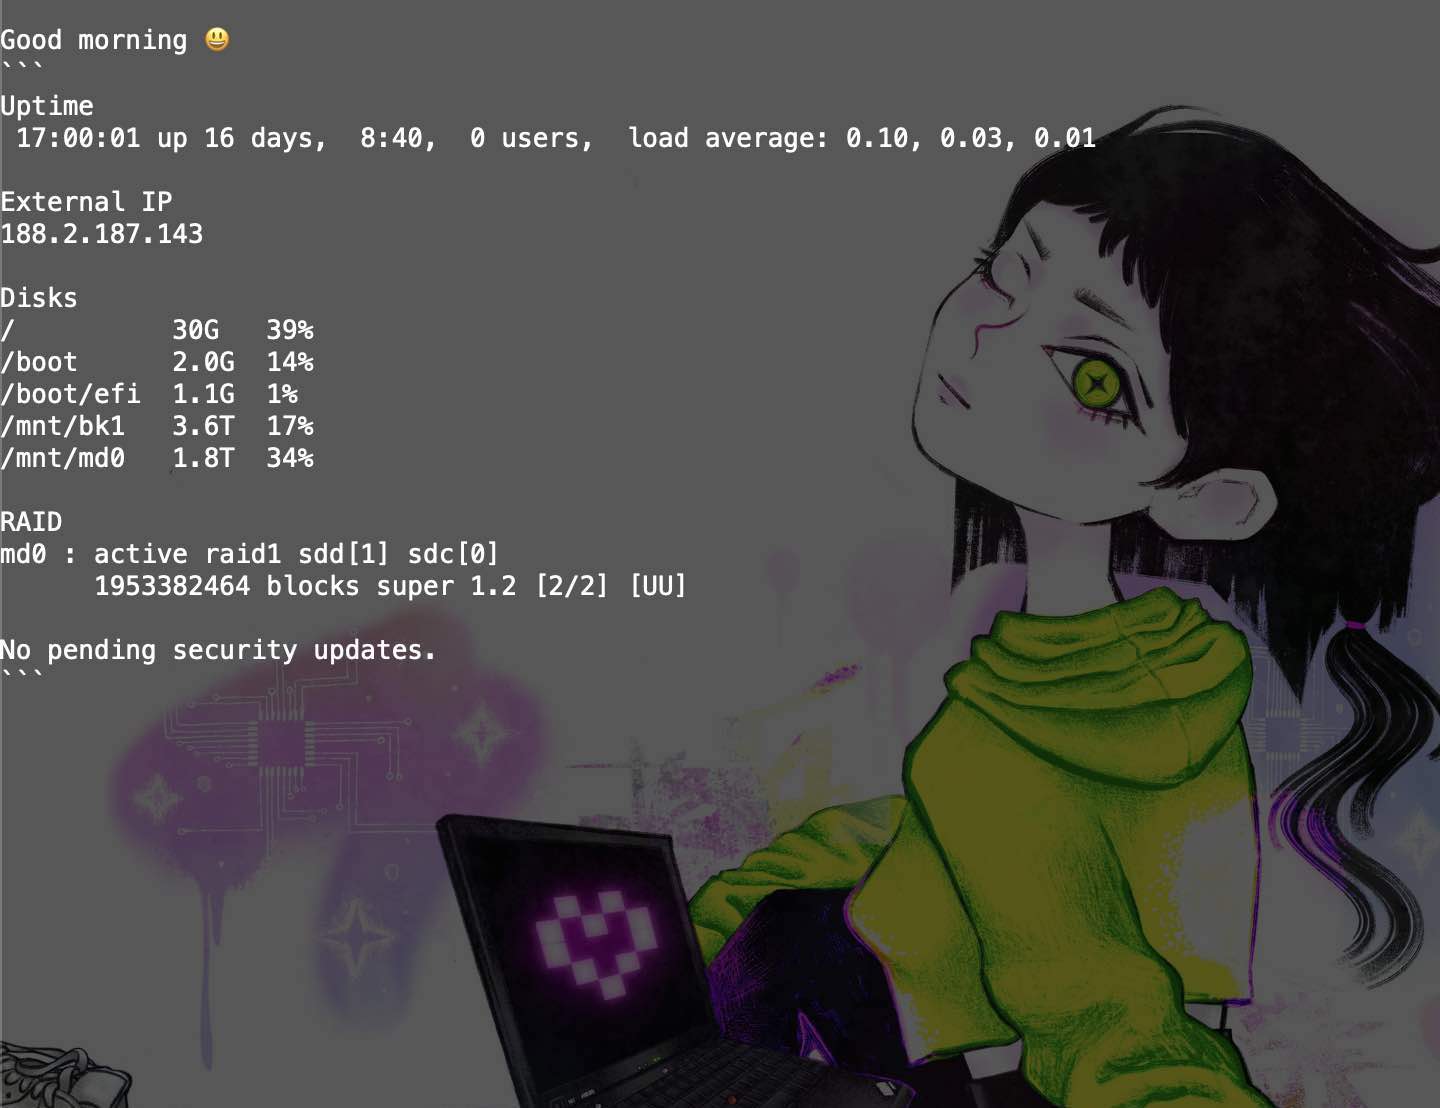 Good morning 😃
```
Uptime
 17:00:01 up 16 days,  8:40,  0 users,  load average: 0.10, 0.03, 0.01
External IP
188.2.187.143
Disks
/          30G   39%
/boot      2.0G  14%
/boot/efi  1.1G  1%
/mnt/bk1   3.6T  17%
/mnt/md0   1.8T  34%
RAID
md0 : active raid1 sdd[1] sdc[0]
      1953382464 blocks super 1.2 [2/2] [UU]
No pending security updates.
```